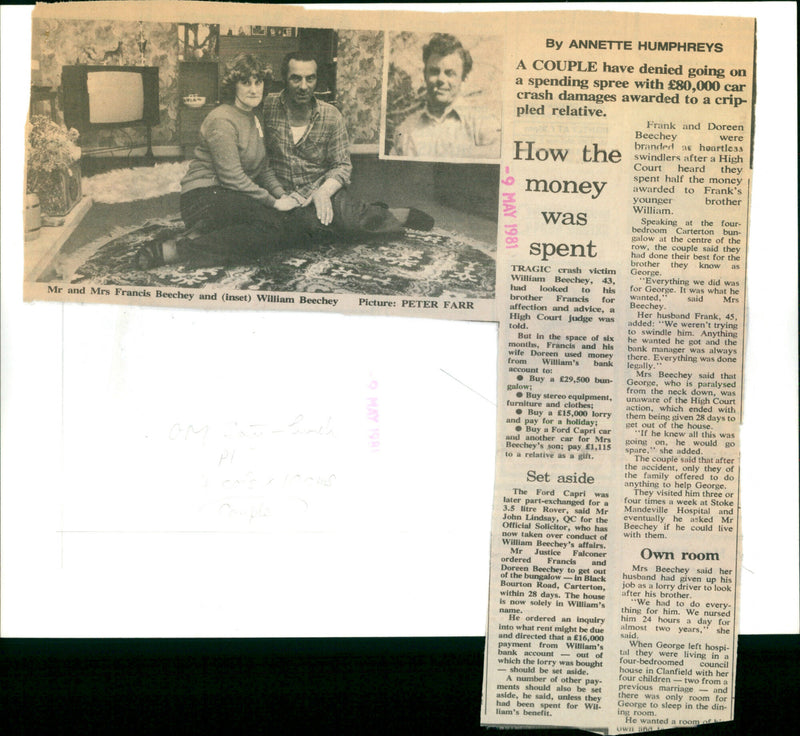 Mr and Mrs Francis Beechey and (inset) William Beechey Picture: PETER FARR
-9 MAY 1981
By ANNETTE HUMPHREYS
A COUPLE have denied going on
a spending spree with £80,000 car
crash damages awarded to a crip-
pled relative.
How the
money
was
spent
TRAGIC crash victim
William Beechey, 43,
had looked to his
brother Francis for
affection and advice, a
High Court judge was
told.
But in the space of six
months, Francis and his
wife Doreen used money
from William's bank
account to:
● Buy a £29,500 bun-
galow;
● Buy stereo equipment,
furniture and clothes;
● Buy a £15,000 lorry
and pay for a holiday;
● Buy a Ford Capri car
and another car for Mrs
Beechey's son; pay £1,115
to a relative as a gift.
Set aside
The Ford Capri was
later part-exchanged for a
3.5 litre Rover, said Mr
John Lindsay, QC for the
Official Solicitor, who has
now taken over conduct of
William Beechey's affairs.
Mr Justice Falconer
ordered Francis and
Doreen Beechey to get out
of the bungalow — in Black
Bourton Road, Carterton,
within 28 days. The house
is now solely in William's
name.
He ordered an inquiry
into what rent might be due
and directed that a £16,000
payment from William's
bank account — out of
which the lorry was bought
— should be set aside.
A number of other pay-
ments should also be set
aside, he said, unless they
had been spent for Wil-
liam's benefit.
Frank and Doreen
Beechey were
branded as heartless
swindlers after a High
Court heard they
spent half the money
awarded to Frank's
younger brother
William.
Speaking at the four-
bedroom Carterton bun-
galow at the centre of the
row, the couple said they
had done their best for the
brother they know as
George.
"Everything we did was
for George. It was what he
wanted," said Mrs
Beechey.
Her husband Frank, 45,
added: "We weren't trying
to swindle him. Anything
he wanted he got and the
bank manager was always
there. Everything was done
legally."
Mrs Beechey said that
George, who is paralysed
from the neck down, was
unaware of the High Court
action, which ended with
them being given 28 days to
get out of the house.
"If he knew all this was
going on, he would go
spare," she added.
The couple said that after
the accident, only they of
the family offered to do
anything to help George.
They visited him three or
four times a week at Stoke
Mandeville Hospital and
eventually he asked Mr
Beechey if he could live
with them.
Own room
Mrs Beechey said her
husband had given up his
job as a lorry driver to look
after his brother.
"We had to do every-
thing for him. We nursed
him 24 hours a day for
almost two years," she
said.
When George left hospi-
tal they were living in a
four-bedroomed council
house in Clanfield with her
four children — two from a
previous marriage — and
there was only room for
George to sleep in the din-
ing room.
He wanted a room of his
own and
-9 MAY 1981
P1